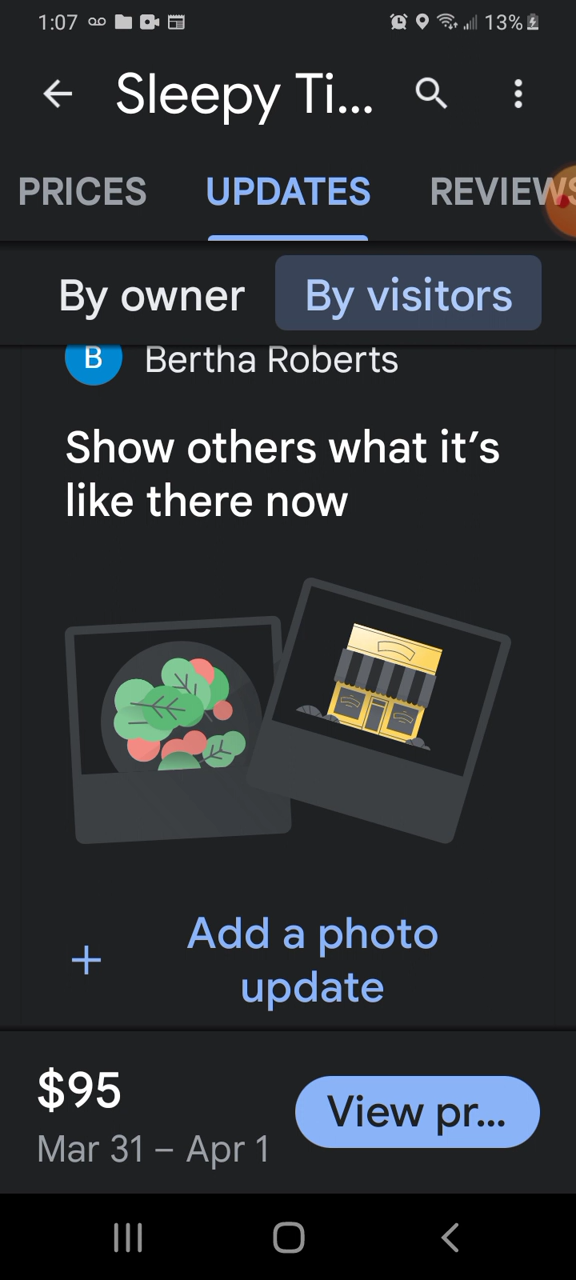 1:07 13%
Sleepy Ti...
PRICES UPDATES REVIEWS
By owner By visitors
B Bertha Roberts
Show others what it's
like there now
+ Add a photo
update
$95
Mar 31 – Apr 1
View pr...